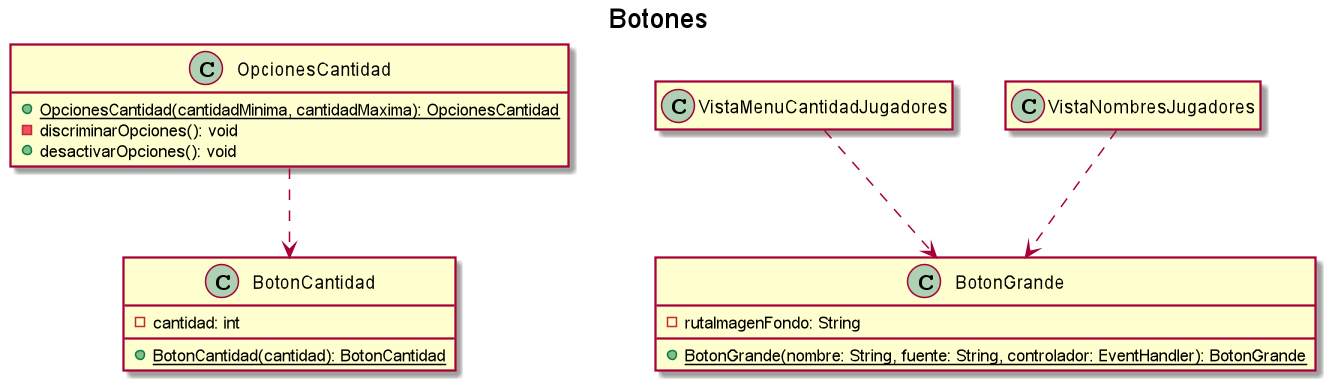 Botones
C OpcionesCantidad
OpcionesCantidad(cantidadMinima, cantidadMaxima): OpcionesCantidad
discriminarOpciones(): void
desactivarOpciones(): void
C VistaMenuCantidadJugadores
C VistaNombresJugadores
C BotonCantidad
cantidad: int
BotonCantidad(cantidad): BotonCantidad
C BotonGrande
rutaImagenFondo: String
BotonGrande(nombre: String, fuente: String, controlador: EventHandler): BotonGrande